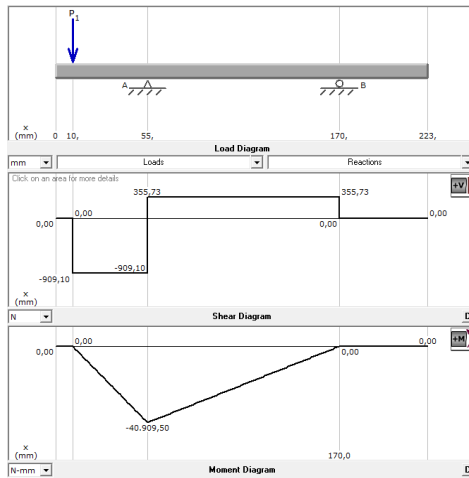 P1
A B
x
(mm) 0 10, 55, 170, 223,
Load Diagram
mm Loads Reactions
Click on an area for more details
+V
355,73 355,73
0,00 0,00 0,00 0,00
-909,10 -909,10
x
(mm)
N Shear Diagram D
+M
0,00 0,00 0,00 0,00
-40.909,50
x
(mm) 170,0
N-mm Moment Diagram D